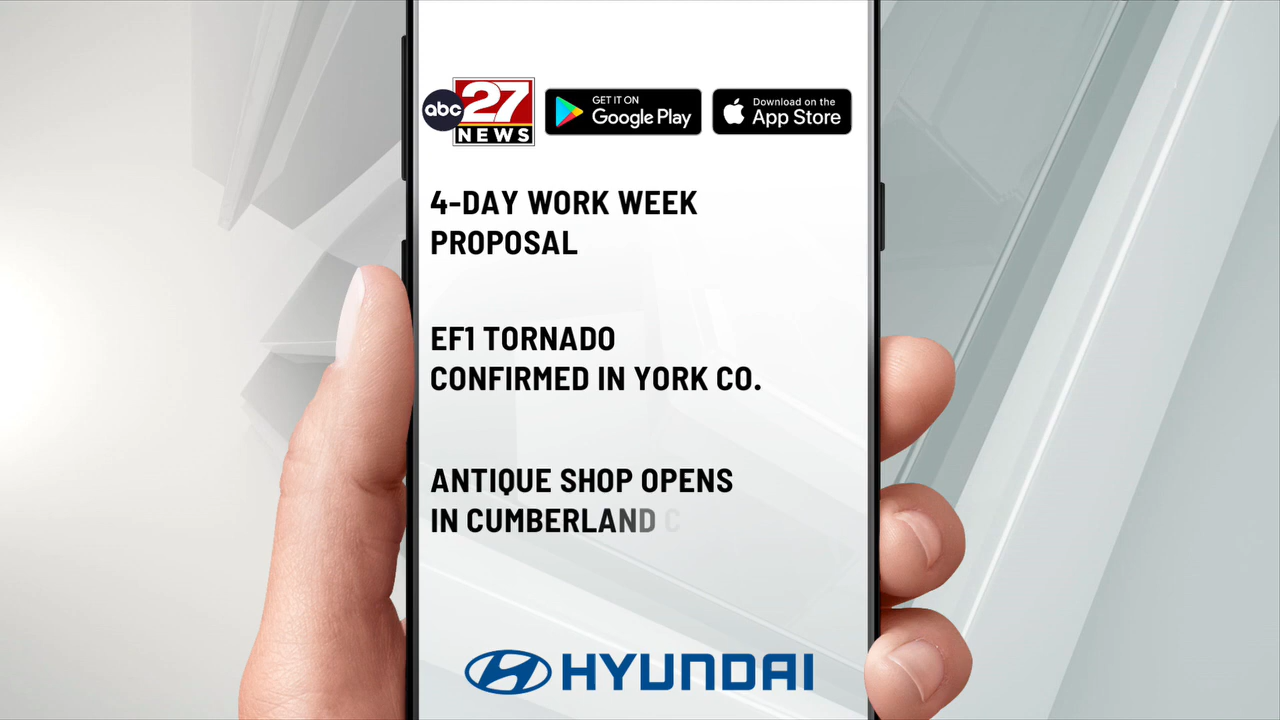 abc 27 NEWS
GET IT ON
Google Play
Download on the
App Store
4-DAY WORK WEEK
PROPOSAL
EF1 TORNADO
CONFIRMED IN YORK CO.
ANTIQUE SHOP OPENS
IN CUMBERLAND C
HYUNDAI